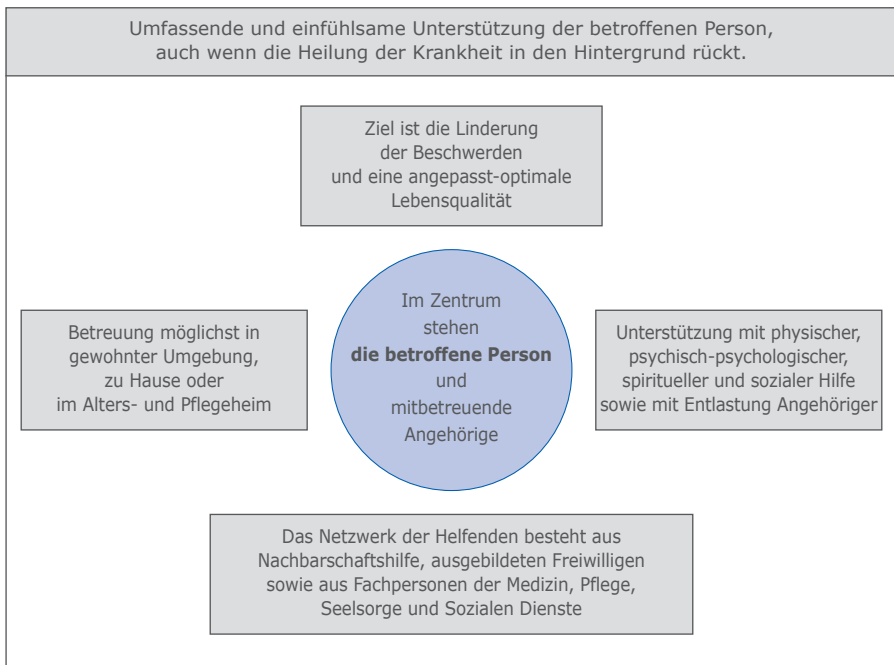 Umfassende und einfühlsame Unterstützung der betroffenen Person,
auch wenn die Heilung der Krankheit in den Hintergrund rückt.
Ziel ist die Linderung
der Beschwerden
und eine angepasst-optimale
Lebensqualität
Betreuung möglichst in
gewohnter Umgebung,
zu Hause oder
im Alters- und Pflegeheim
Im Zentrum
stehen
die betroffene Person
und
mitbetreuende
Angehörige
Unterstützung mit physischer,
psychisch-psychologischer,
spiritueller und sozialer Hilfe
sowie mit Entlastung Angehöriger
Das Netzwerk der Helfenden besteht aus
Nachbarschaftshilfe, ausgebildeten Freiwilligen
sowie aus Fachpersonen der Medizin, Pflege,
Seelsorge und Sozialen Dienste